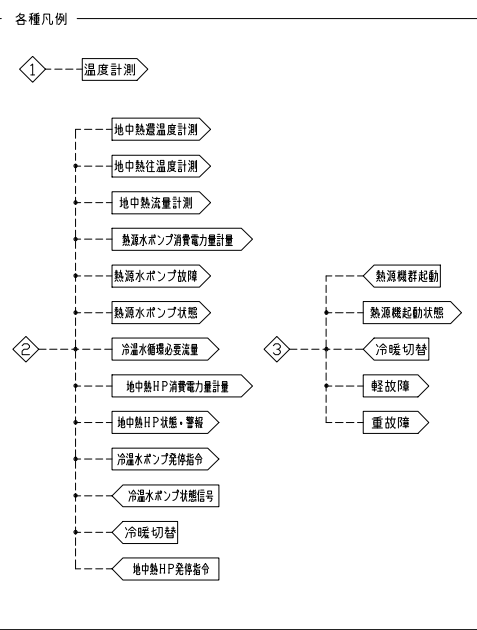 各種凡例
1
温度計測
2
地中熱還温度計測
地中熱往温度計測
地中熱流量計測
熱源水ポンプ消費電力量計量
熱源水ポンプ故障
熱源水ポンプ状態
冷温水循環必要流量
地中熱HP消費電力量計量
地中熱HP状態・警報
冷温水ポンプ発停指令
冷温水ポンプ状態信号
冷暖切替
地中熱HP発停指令
3
熱源機群起動
熱源機起動状態
冷暖切替
軽故障
重故障